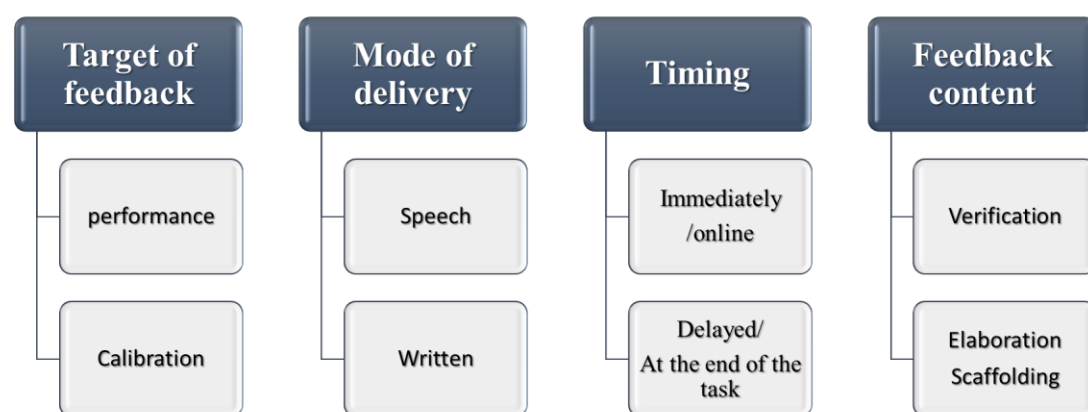 Target of
feedback
performance
Calibration
Mode of
delivery
Speech
Written
Timing
Immediately
/online
Delayed/
At the end of the
task
Feedback
content
Verification
Elaboration
Scaffolding